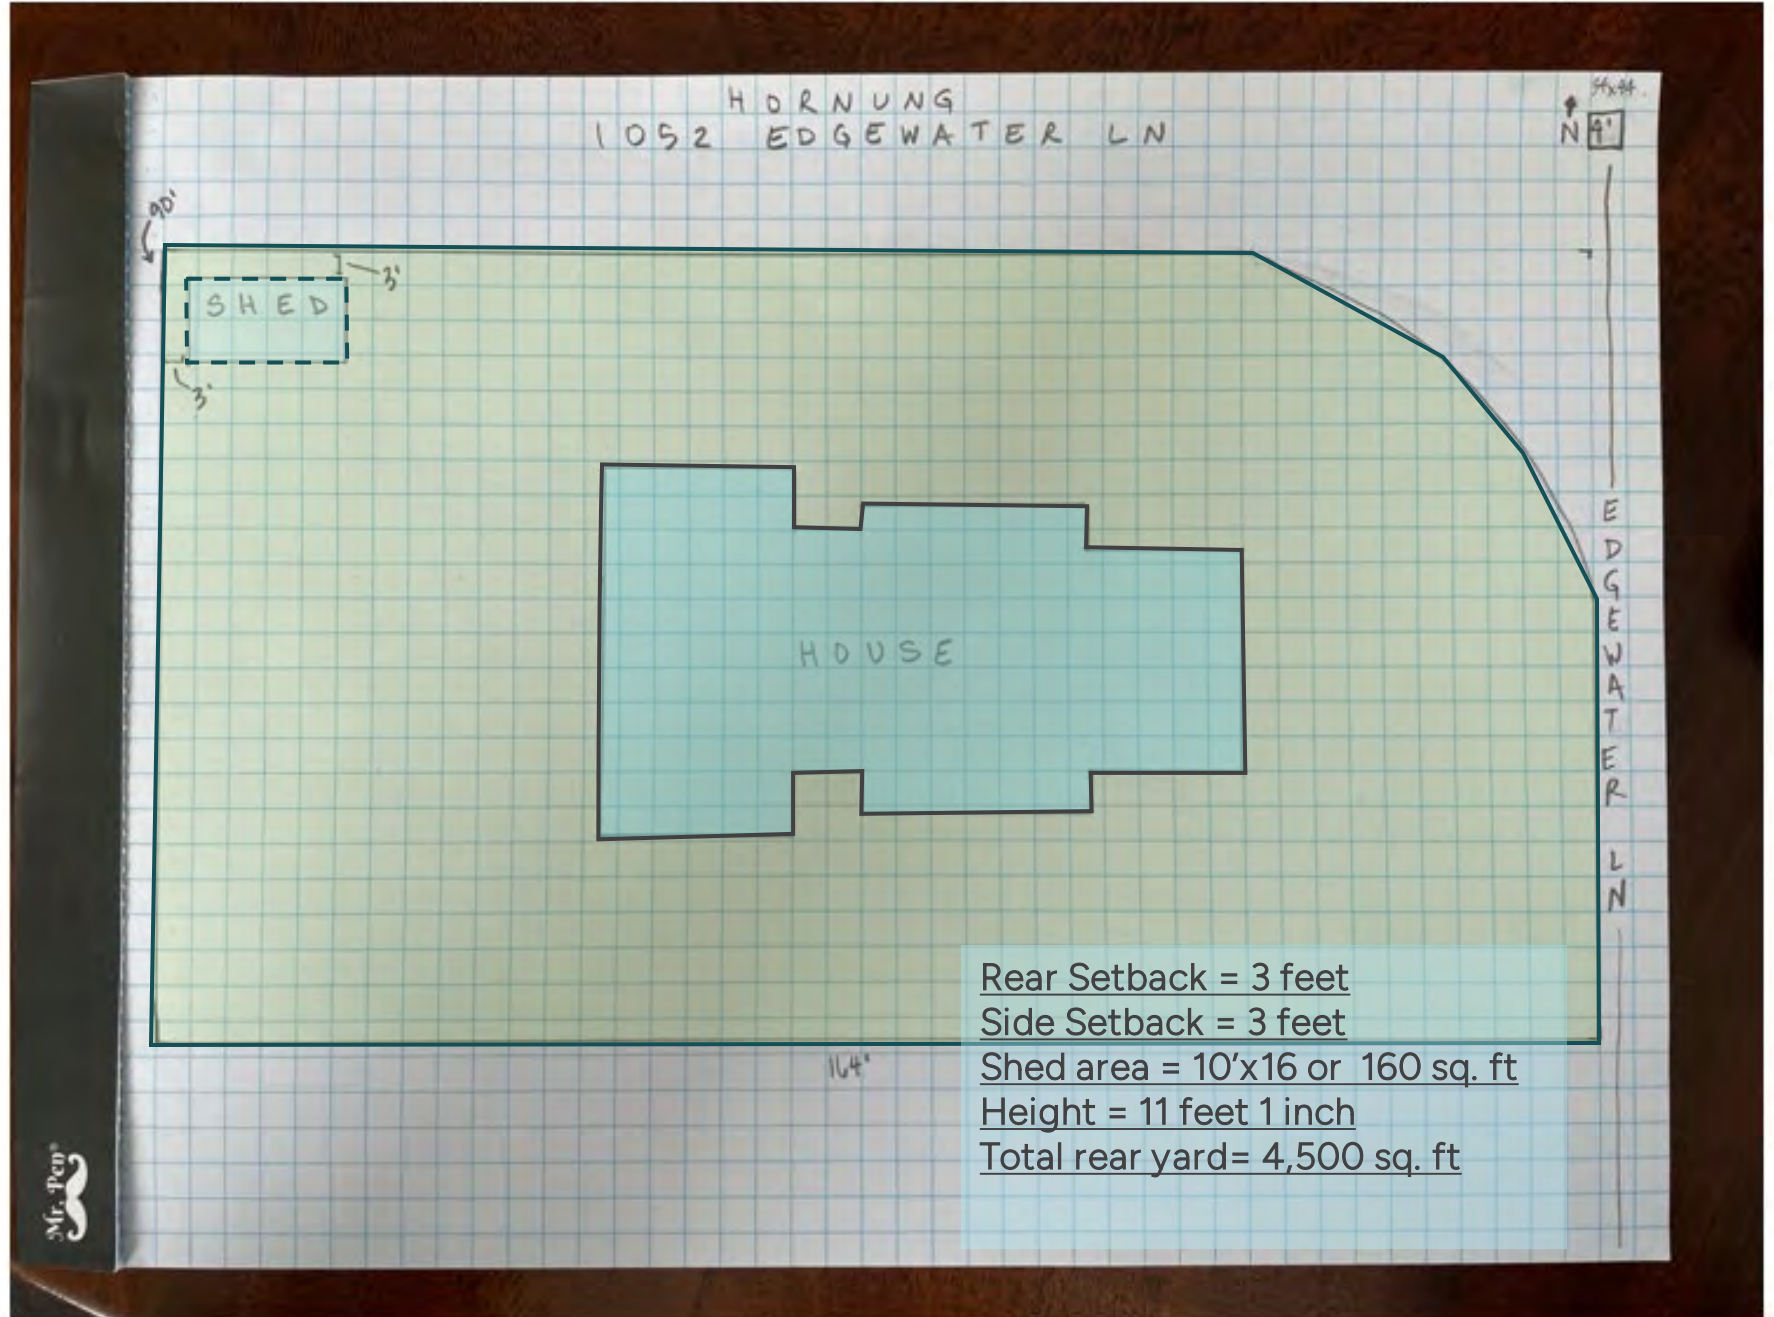 HORNUNG
1052 EDGEWATER LN
N
90'
3'
SHED
3'
HOUSE
EDGEWATER LN
164'
Rear Setback = 3 feet
Side Setback = 3 feet
Shed area = 10'x16 or 160 sq. ft
Height = 11 feet 1 inch
Total rear yard= 4,500 sq. ft
Mr. Pen